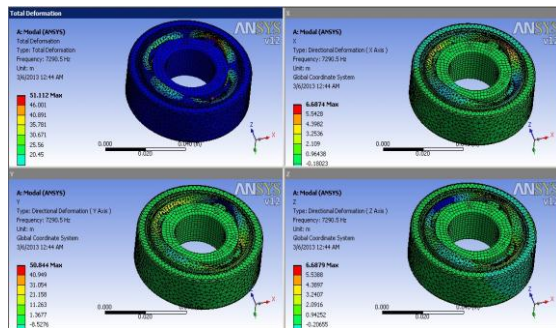 Total Deformation
A: Modal (ANSYS)
Total Deformation
Type: Total Deformation
Frequency: 7290.5 Hz
Unit: m
3/6/2013 12:44 AM
51.112 Max
46.001
40.891
35.781
30.671
25.56
20.45
ANSYS
v12
0.000
0.020
0.040 (m)
Z
X
X
A: Modal (ANSYS)
X
Type: Directional Deformation ( X Axis )
Frequency: 7290.5 Hz
Unit: m
Global Coordinate System
3/6/2013 12:44 AM
6.6874 Max
5.5428
4.3982
3.2536
2.109
0.96438
-0.18023
ANSYS
v12
0.000
0.020
Z
X
Y
A: Modal (ANSYS)
Y
Type: Directional Deformation ( Y Axis )
Frequency: 7290.5 Hz
Unit: m
Global Coordinate System
3/6/2013 12:44 AM
50.844 Max
40.949
31.054
21.158
11.263
1.3677
-8.5276
ANSYS
v12
0.000
0.020
Z
X
Z
A: Modal (ANSYS)
Z
Type: Directional Deformation ( Z Axis )
Frequency: 7290.5 Hz
Unit: m
Global Coordinate System
3/6/2013 12:44 AM
6.6879 Max
5.5388
4.3897
3.2407
2.0916
0.94252
-0.20655
ANSYS
v12
0.000
0.020
Z
X